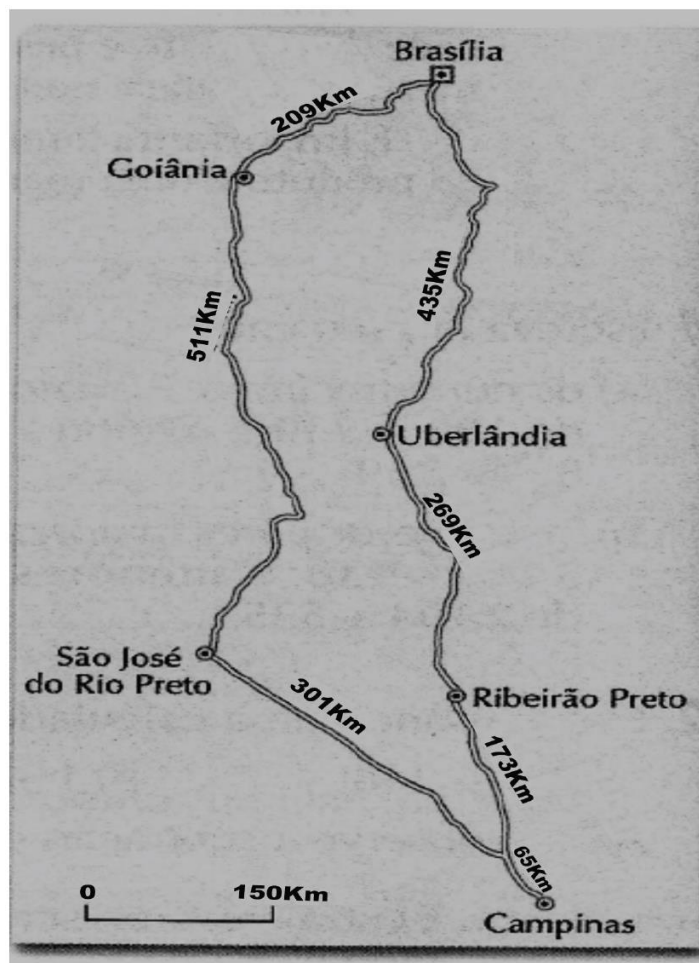 Brasília
209Km
Goiânia
435Km
511Km
Uberlândia
269Km
São José
do Rio Preto
301Km
Ribeirão Preto
173Km
65Km
0 150Km
Campinas